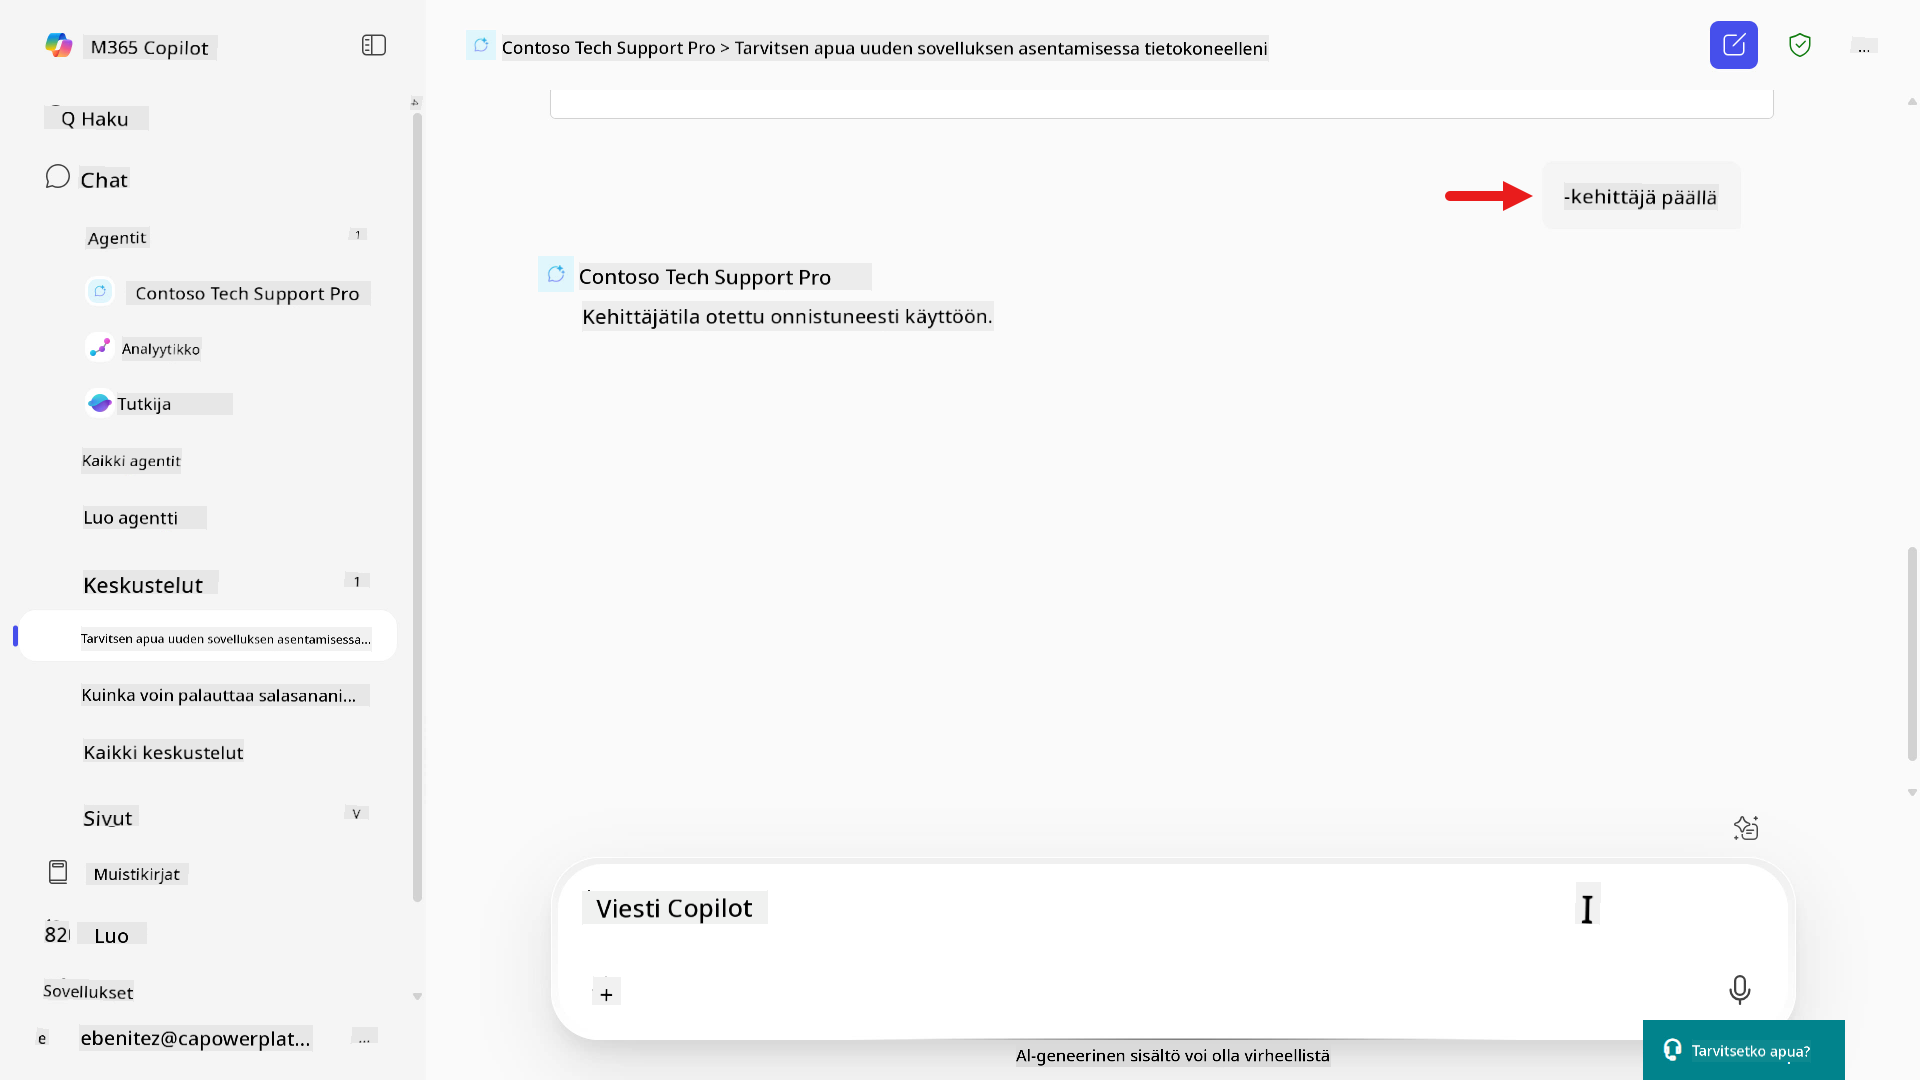 M365 Copilot
Q Haku
Chat
Agentit
1
Contoso Tech Support Pro
Analyytikko
Tutkija
Kaikki agentit
Luo agentti
Keskustelut
1
Tarvitsen apua uuden sovelluksen asentamisessa...
Kuinka voin palauttaa salasanani...
Kaikki keskustelut
Sivut
V
Muistikirjat
82
Luo
Sovellukset
e
ebenitez@capowerplat...
...
Contoso Tech Support Pro > Tarvitsen apua uuden sovelluksen asentamisessa tietokoneelleni
...
-kehittäjä päällä
Contoso Tech Support Pro
Kehittäjätila otettu onnistuneesti käyttöön.
Viesti Copilot
I
+
AI-geneerinen sisältö voi olla virheellistä
Tarvitsetko apua?